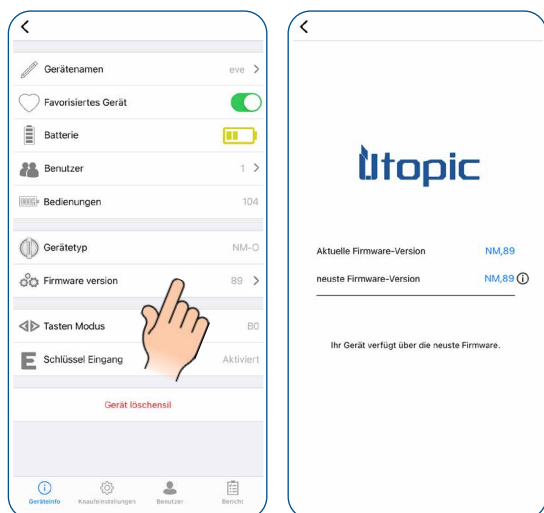 Gerätenamen eve
Favorisiertes Gerät
Batterie
Benutzer 1
Bedienungen 104
Gerätetyp NM-O
Firmware version 89
Tasten Modus B0
E Schlüssel Eingang Aktiviert
Gerät löschensil
Geräteinfo Knaufeinstellungen Benutzer Bericht
Utopic
Aktuelle Firmware-Version NM,89
neuste Firmware-Version NM,89
Ihr Gerät verfügt über die neuste Firmware.